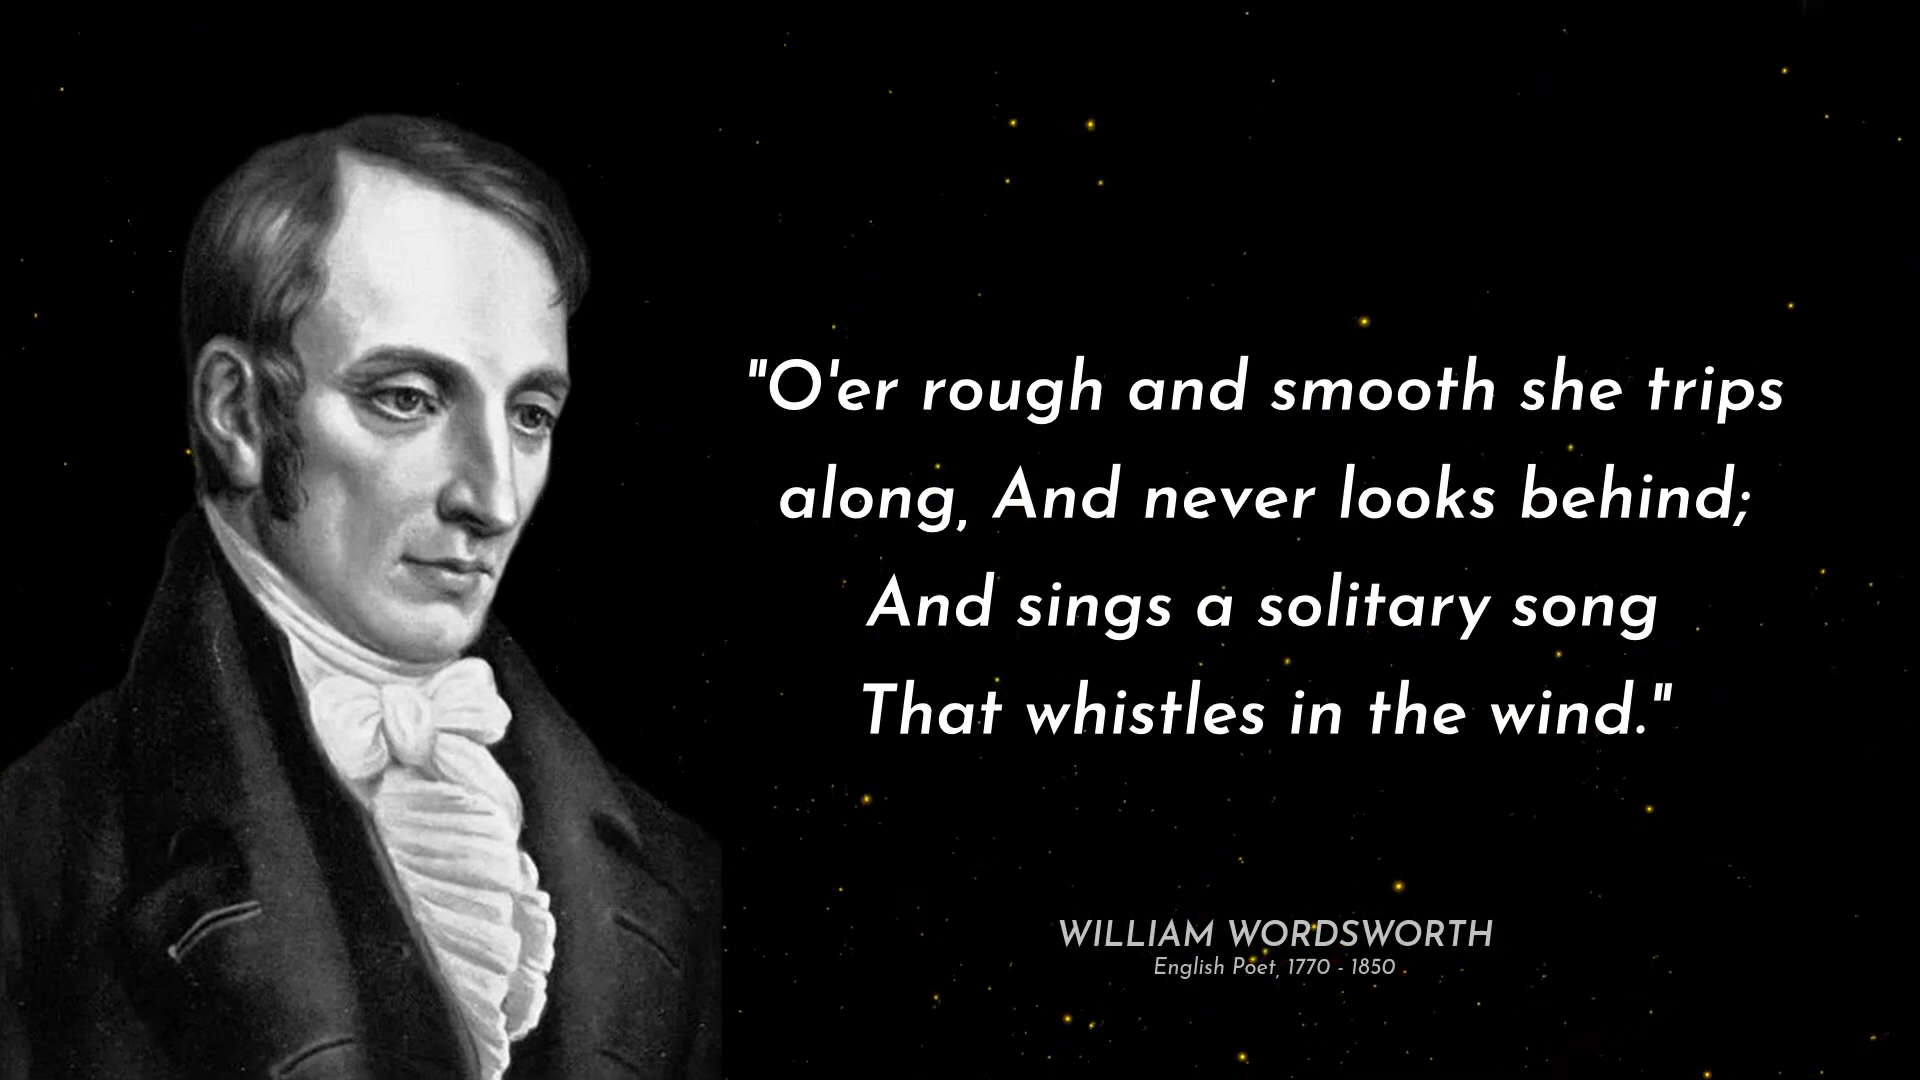 "O'er rough and smooth she trips
along, And never looks behind;
And sings a solitary song
That whistles in the wind."
WILLIAM WORDSWORTH
English Poet, 1770 - 1850